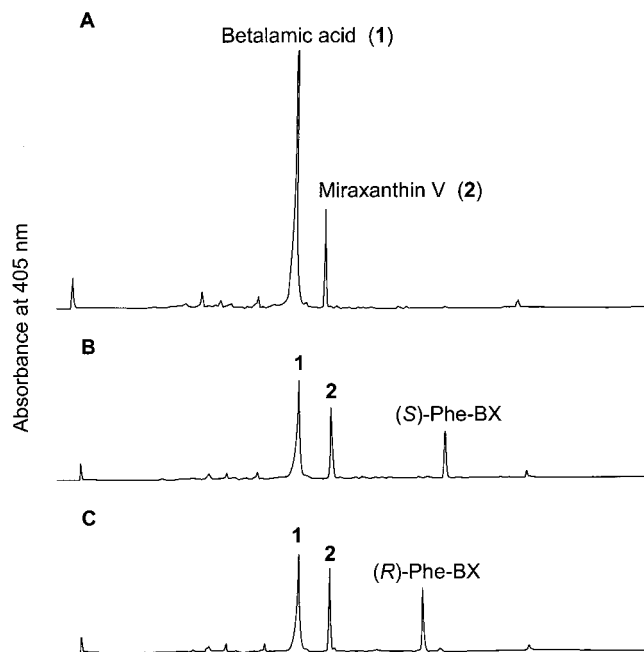 A
Betalamic acid (1)
Miraxanthin V (2)
Absorbance at 405 nm
B
1
2
(S)-Phe-BX
C
1
2
(R)-Phe-BX